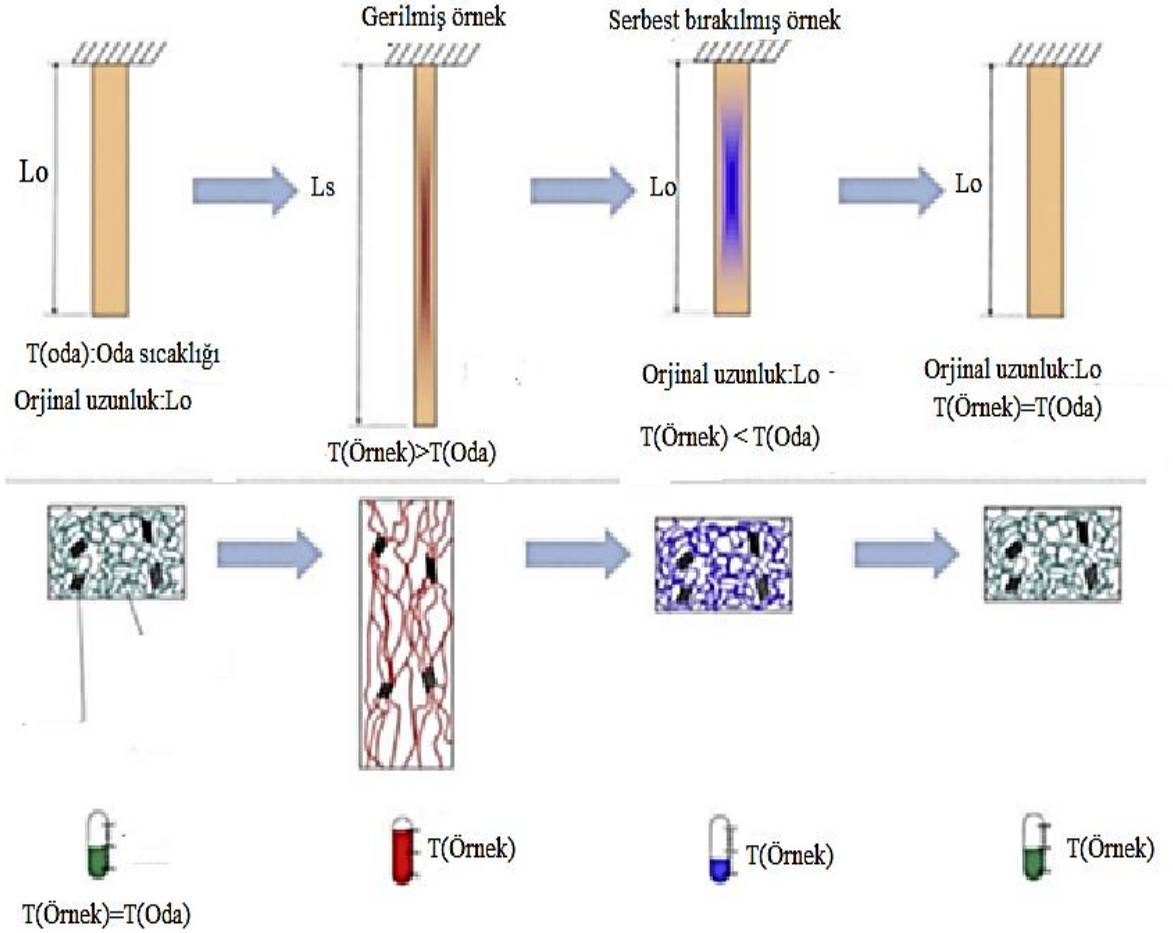 Gerilmiş örnek
Serbest bırakılmış örnek
Lo
Ls
Lo
Lo
T(oda):Oda sıcaklığı
Orjinal uzunluk:Lo
T(Örnek)>T(Oda)
Orjinal uzunluk:Lo
T(Örnek) < T(Oda)
Orjinal uzunluk:Lo
T(Örnek)=T(Oda)
T(Örnek)
T(Örnek)
T(Örnek)
T(Örnek)=T(Oda)